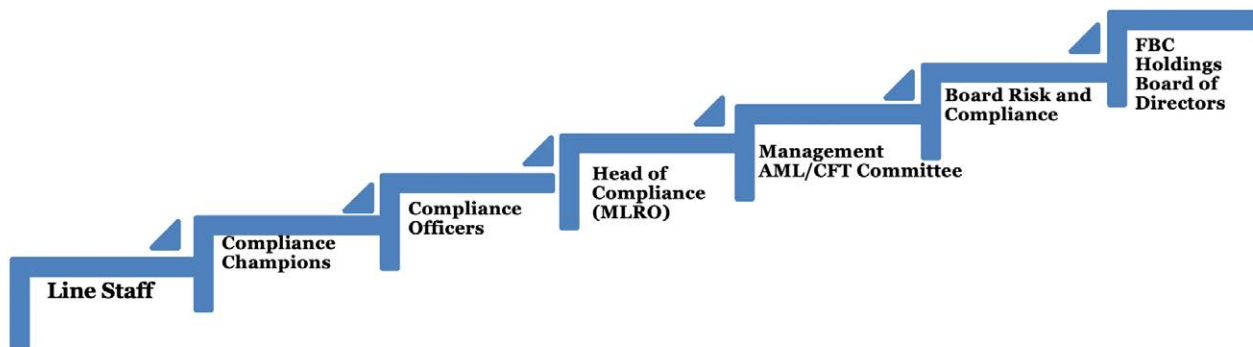 Line Staff
Compliance
Champions
Compliance
Officers
Head of
Compliance
(MLRO)
Management
AML/CFT Committee
Board Risk and
Compliance
FBC
Holdings
Board of
Directors